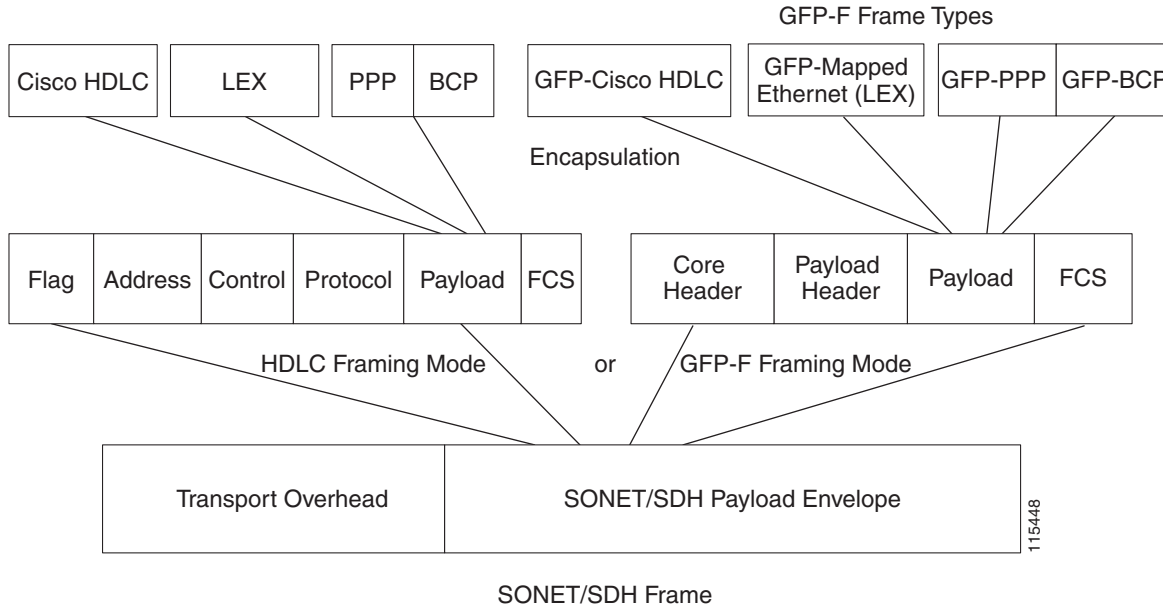 GFP-F Frame Types
Cisco HDLC
LEX
PPP
BCP
GFP-Cisco HDLC
GFP-Mapped
Ethernet (LEX)
GFP-PPP
GFP-BCP
Encapsulation
Flag
Address
Control
Protocol
Payload
FCS
Core
Header
Payload
Header
Payload
FCS
HDLC Framing Mode
or
GFP-F Framing Mode
Transport Overhead
SONET/SDH Payload Envelope
115448
SONET/SDH Frame